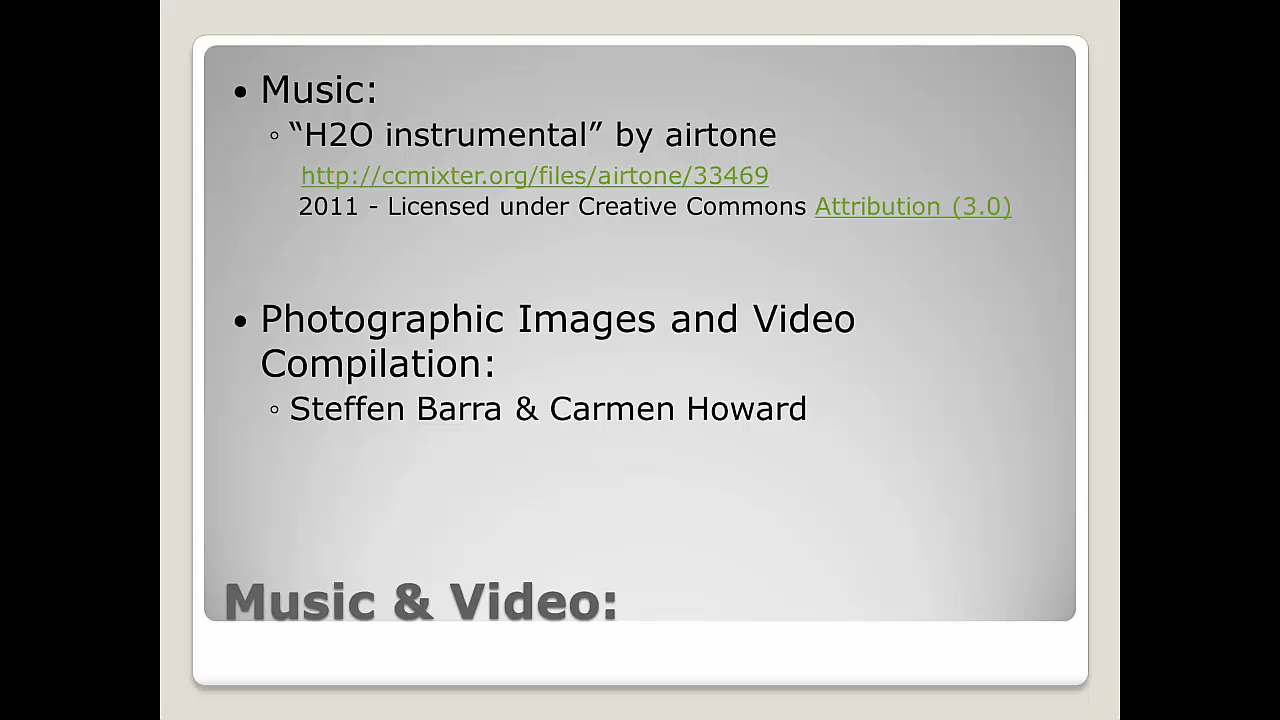 • Music:
◦ “H2O instrumental” by airtone
http://ccmixter.org/files/airtone/33469
2011 - Licensed under Creative Commons Attribution (3.0)
• Photographic Images and Video
Compilation:
◦ Steffen Barra & Carmen Howard
Music & Video: